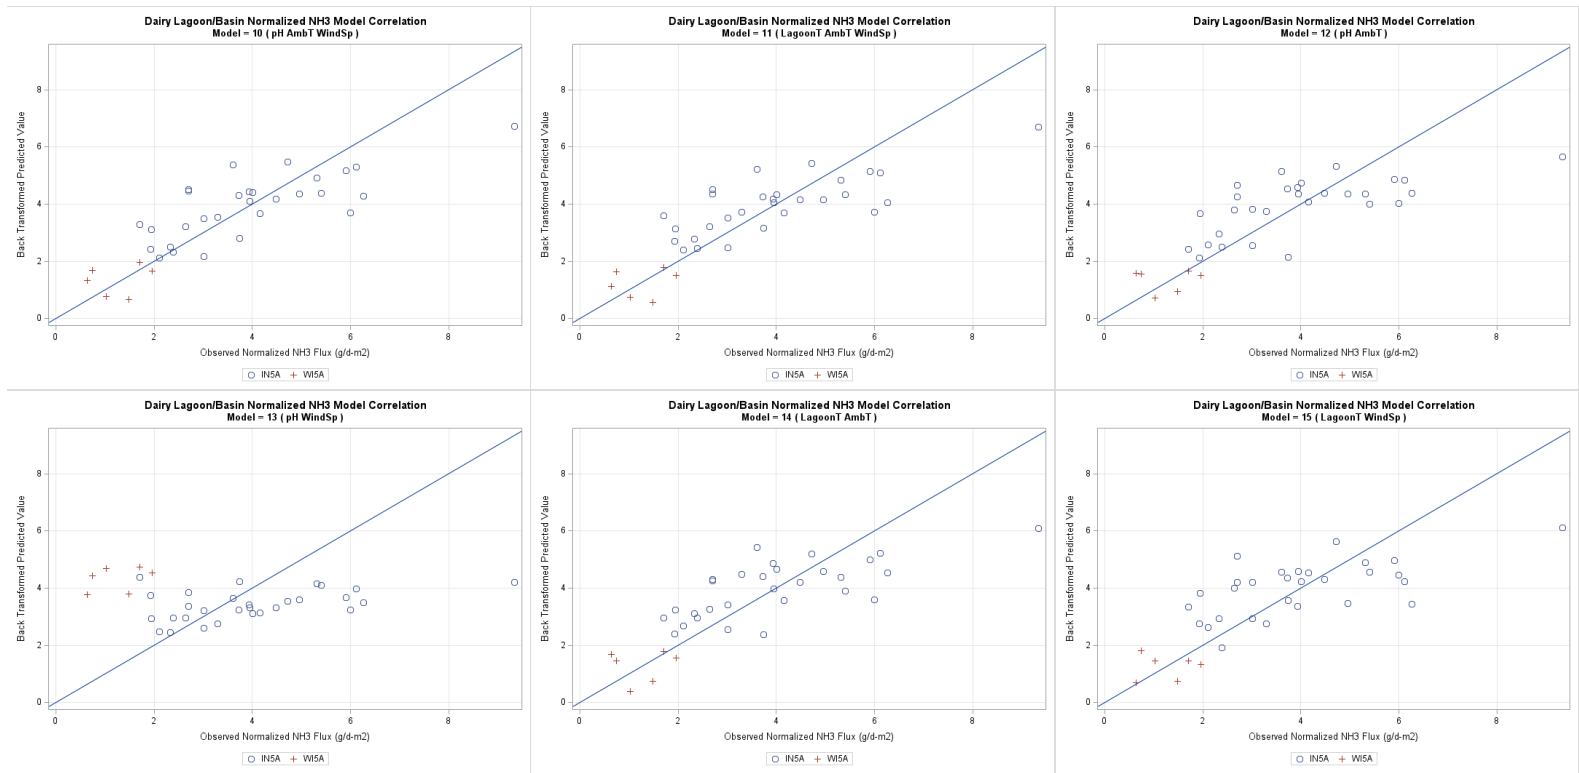 Dairy Lagoon/Basin Normalized NH3 Model Correlation
Model = 10 ( pH AmbT WindSp )
Back Transformed Predicted Value
8
6
4
2
0
0 2 4 6 8
Observed Normalized NH3 Flux (g/d-m2)
IN5A WI5A
Dairy Lagoon/Basin Normalized NH3 Model Correlation
Model = 11 ( LagoonT AmbT WindSp )
Back Transformed Predicted Value
8
6
4
2
0
0 2 4 6 8
Observed Normalized NH3 Flux (g/d-m2)
IN5A WI5A
Dairy Lagoon/Basin Normalized NH3 Model Correlation
Model = 12 ( pH AmbT )
Back Transformed Predicted Value
8
6
4
2
0
0 2 4 6 8
Observed Normalized NH3 Flux (g/d-m2)
IN5A WI5A
Dairy Lagoon/Basin Normalized NH3 Model Correlation
Model = 13 ( pH WindSp )
Back Transformed Predicted Value
8
6
4
2
0
0 2 4 6 8
Observed Normalized NH3 Flux (g/d-m2)
IN5A WI5A
Dairy Lagoon/Basin Normalized NH3 Model Correlation
Model = 14 ( LagoonT AmbT )
Back Transformed Predicted Value
8
6
4
2
0
0 2 4 6 8
Observed Normalized NH3 Flux (g/d-m2)
IN5A WI5A
Dairy Lagoon/Basin Normalized NH3 Model Correlation
Model = 15 ( LagoonT WindSp )
Back Transformed Predicted Value
8
6
4
2
0
0 2 4 6 8
Observed Normalized NH3 Flux (g/d-m2)
IN5A WI5A